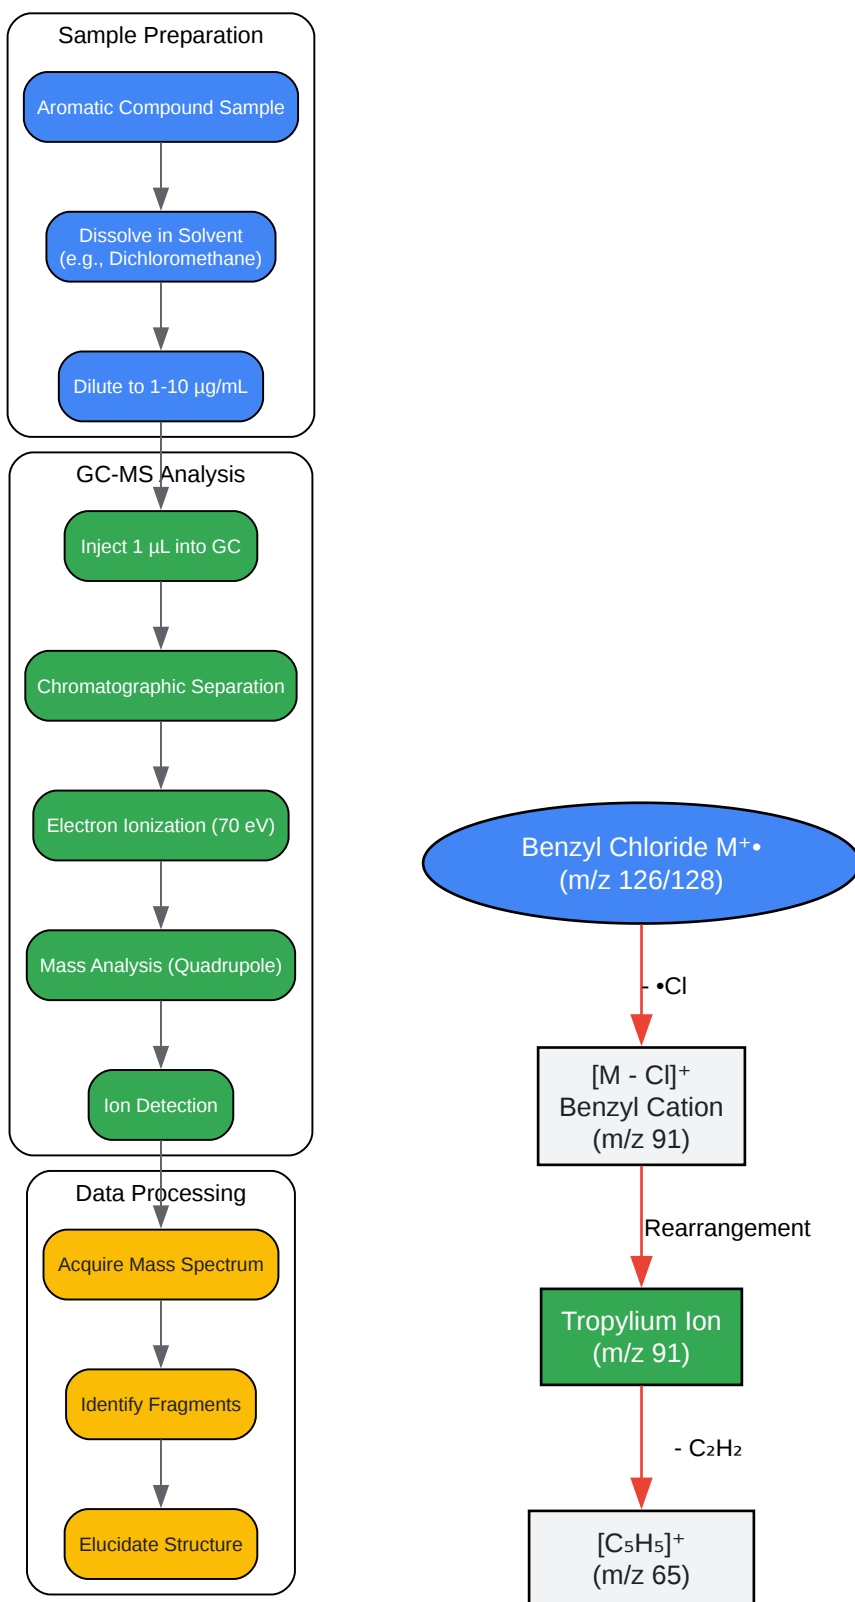 Sample Preparation
Aromatic Compound Sample
Dissolve in Solvent
(e.g., Dichloromethane)
Dilute to 1-10 µg/mL
GC-MS Analysis
Inject 1 µL into GC
Chromatographic Separation
Electron Ionization (70 eV)
Mass Analysis (Quadrupole)
Ion Detection
Data Processing
Acquire Mass Spectrum
Identify Fragments
Elucidate Structure
Benzyl Chloride M⁺•
(m/z 126/128)
- •Cl
[M - Cl]⁺
Benzyl Cation
(m/z 91)
Rearrangement
Tropylium Ion
(m/z 91)
- C₂H₂
[C₅H₅]⁺
(m/z 65)